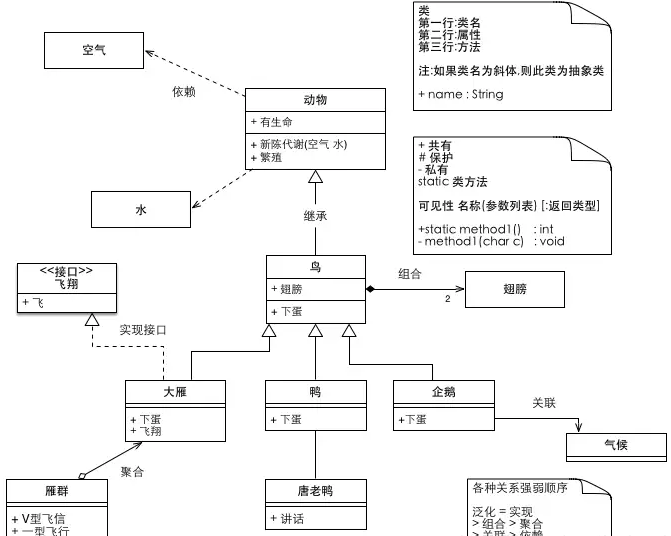 空气
依赖
动物
+ 有生命
+ 新陈代谢(空气 水)
+ 繁殖
水
继承
类
第一行:类名
第二行:属性
第三行:方法
注:如果类名为斜体,则此类为抽象类
+ name : String
+ 共有
# 保护
- 私有
static 类方法
可见性 名称(参数列表) [:返回类型]
+static method1() : int
- method1(char c) : void
<<接口>>
飞翔
+ 飞
实现接口
鸟
+ 翅膀
+ 下蛋
组合
2
翅膀
大雁
+ 下蛋
+ 飞翔
鸭
+ 下蛋
企鹅
+下蛋
关联
气候
聚合
雁群
+ V型飞信
+ 一型飞行
唐老鸭
+ 讲话
各种关系强弱顺序
泛化 = 实现
> 组合 > 聚合
> 关联 > 依赖